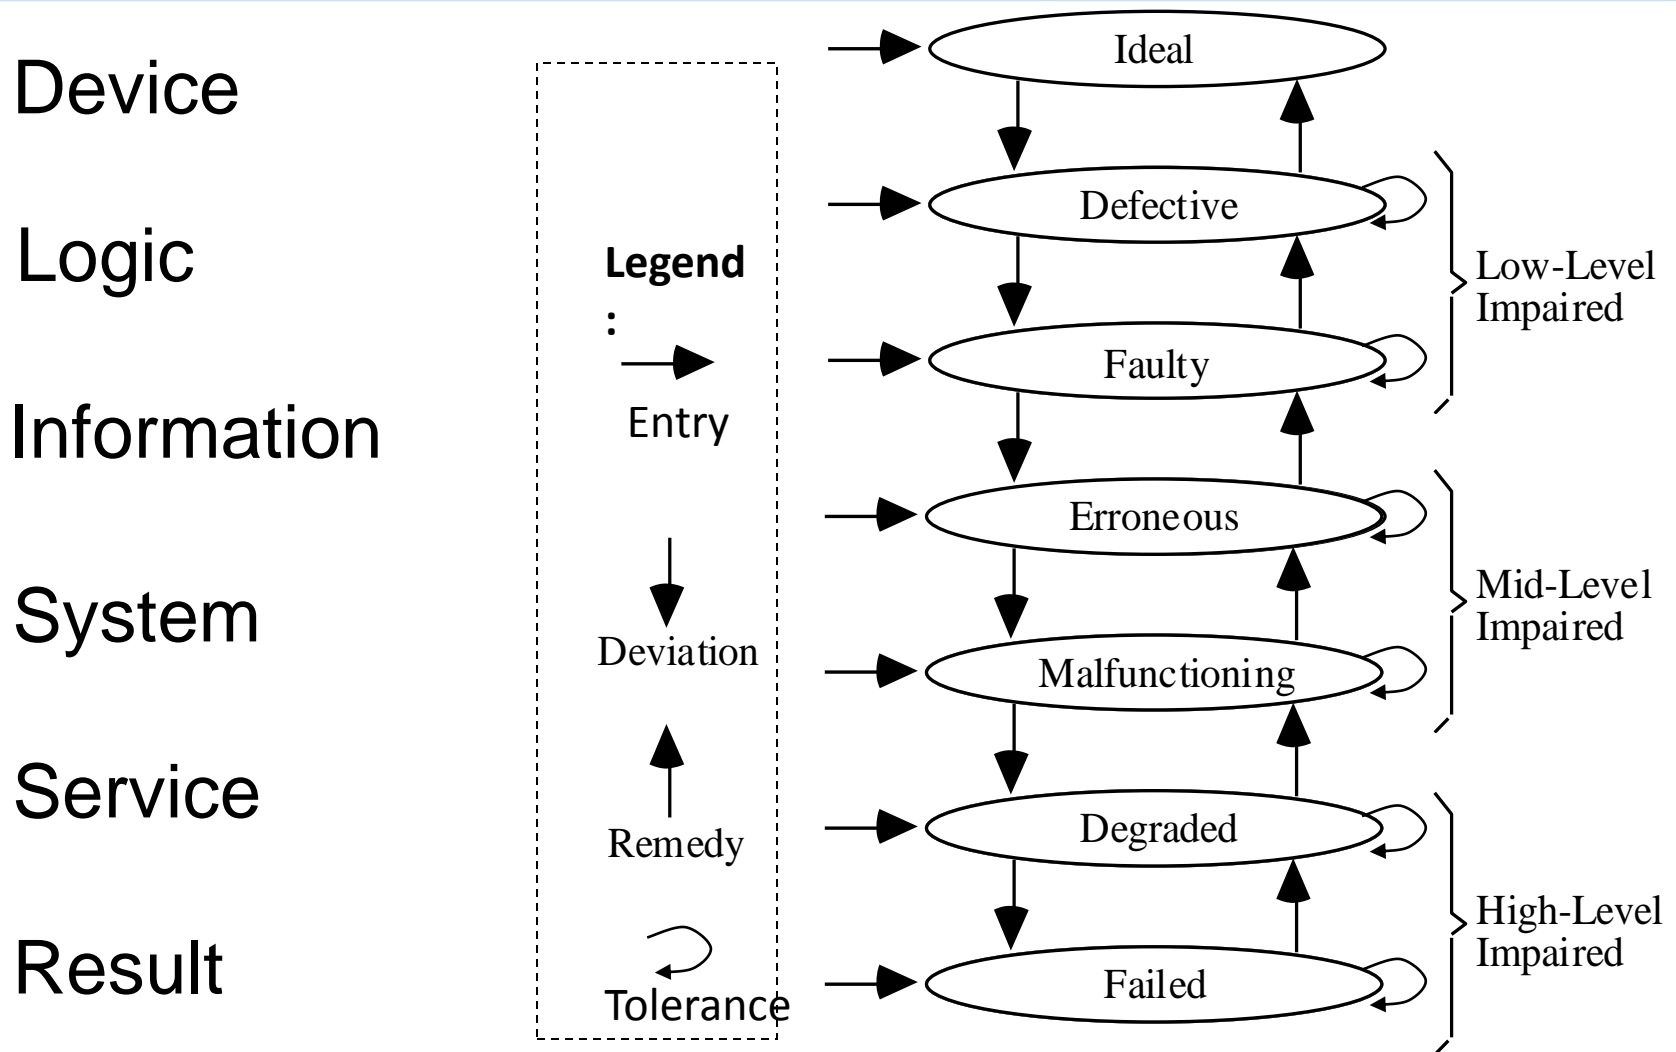 Device
Logic
Information
System
Service
Result
Legend
:
Entry
Deviation
Remedy
Tolerance
Ideal
Defective
Faulty
Erroneous
Malfunctioning
Degraded
Failed
Low-Level
Impaired
Mid-Level
Impaired
High-Level
Impaired